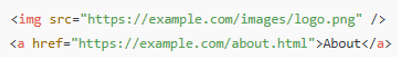 <img src="https://example.com/images/logo.png" />
<a href="https://example.com/about.html">About</a>